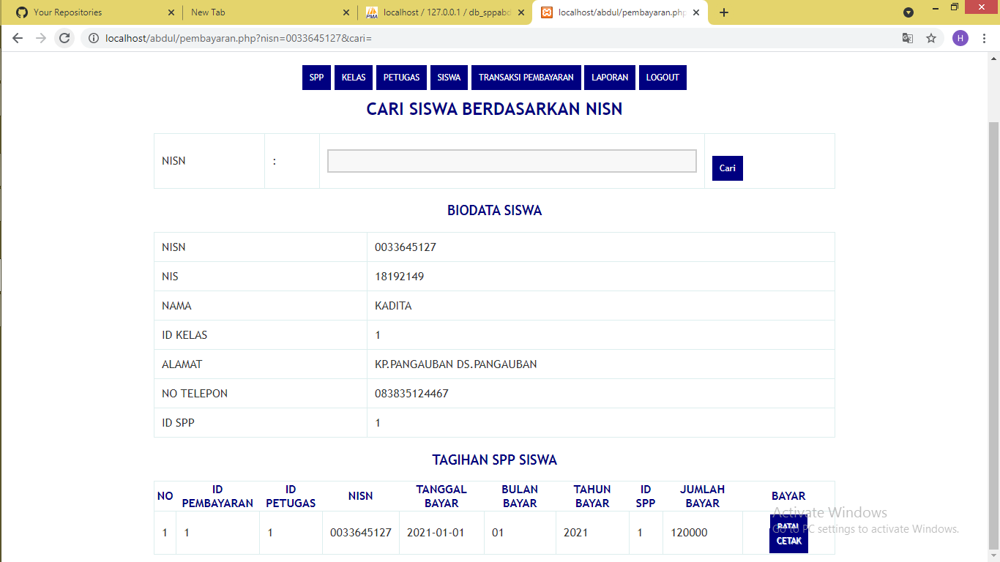 Your Repositories
New Tab
localhost / 127.0.0.1 / db_sppabd
localhost/abdul/pembayaran.php
localhost/abdul/pembayaran.php?nisn=0033645127&cari=
H
SPP KELAS PETUGAS SISWA TRANSAKSI PEMBAYARAN LAPORAN LOGOUT
CARI SISWA BERDASARKAN NISN
NISN : Cari
BIODATA SISWA
NISN 0033645127
NIS 18192149
NAMA KADITA
ID KELAS 1
ALAMAT KP.PANGAUBAN DS.PANGAUBAN
NO TELEPON 083835124467
ID SPP 1
TAGIHAN SPP SISWA
NO ID PEMBAYARAN ID PETUGAS NISN TANGGAL BAYAR BULAN BAYAR TAHUN BAYAR ID SPP JUMLAH BAYAR BAYAR
1 1 1 0033645127 2021-01-01 01 2021 1 120000 BATAL
CETAK
Activate Windows
Go to PC settings to activate Windows.